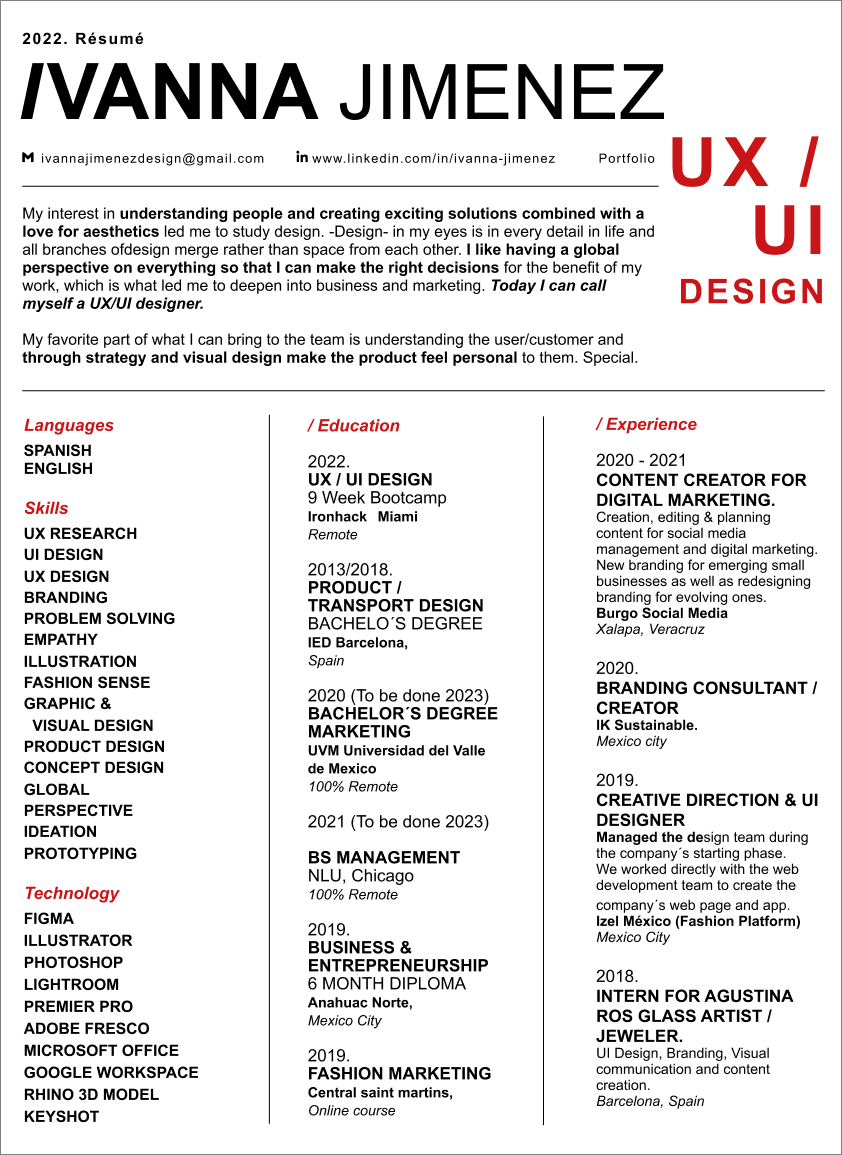 2022. Résumé
IVANNA JIMENEZ
ivannajimenezdesign@gmail.com
in www.linkedin.com/in/ivanna-jimenez
Portfolio
UX /
UI
DESIGN
My interest in understanding people and creating exciting solutions combined with a
love for aesthetics led me to study design. -Design- in my eyes is in every detail in life and
all branches ofdesign merge rather than space from each other. I like having a global
perspective on everything so that I can make the right decisions for the benefit of my
work, which is what led me to deepen into business and marketing. Today I can call
myself a UX/UI designer.
My favorite part of what I can bring to the team is understanding the user/customer and
through strategy and visual design make the product feel personal to them. Special.
Languages
SPANISH
ENGLISH
Skills
UX RESEARCH
UI DESIGN
UX DESIGN
BRANDING
PROBLEM SOLVING
EMPATHY
ILLUSTRATION
FASHION SENSE
GRAPHIC &
VISUAL DESIGN
PRODUCT DESIGN
CONCEPT DESIGN
GLOBAL
PERSPECTIVE
IDEATION
PROTOTYPING
Technology
FIGMA
ILLUSTRATOR
PHOTOSHOP
LIGHTROOM
PREMIER PRO
ADOBE FRESCO
MICROSOFT OFFICE
GOOGLE WORKSPACE
RHINO 3D MODEL
KEYSHOT
/ Education
2022.
UX / UI DESIGN
9 Week Bootcamp
Ironhack Miami
Remote
2013/2018.
PRODUCT /
TRANSPORT DESIGN
BACHELO´S DEGREE
IED Barcelona,
Spain
2020 (To be done 2023)
BACHELOR´S DEGREE
MARKETING
UVM Universidad del Valle
de Mexico
100% Remote
2021 (To be done 2023)
BS MANAGEMENT
NLU, Chicago
100% Remote
2019.
BUSINESS &
ENTREPRENEURSHIP
6 MONTH DIPLOMA
Anahuac Norte,
Mexico City
2019.
FASHION MARKETING
Central saint martins,
Online course
/ Experience
2020 - 2021
CONTENT CREATOR FOR
DIGITAL MARKETING.
Creation, editing & planning
content for social media
management and digital marketing.
New branding for emerging small
businesses as well as redesigning
branding for evolving ones.
Burgo Social Media
Xalapa, Veracruz
2020.
BRANDING CONSULTANT /
CREATOR
IK Sustainable.
Mexico city
2019.
CREATIVE DIRECTION & UI
DESIGNER
Managed the design team during
the company´s starting phase.
We worked directly with the web
development team to create the
company´s web page and app.
Izel México (Fashion Platform)
Mexico City
2018.
INTERN FOR AGUSTINA
ROS GLASS ARTIST /
JEWELER.
UI Design, Branding, Visual
communication and content
creation.
Barcelona, Spain